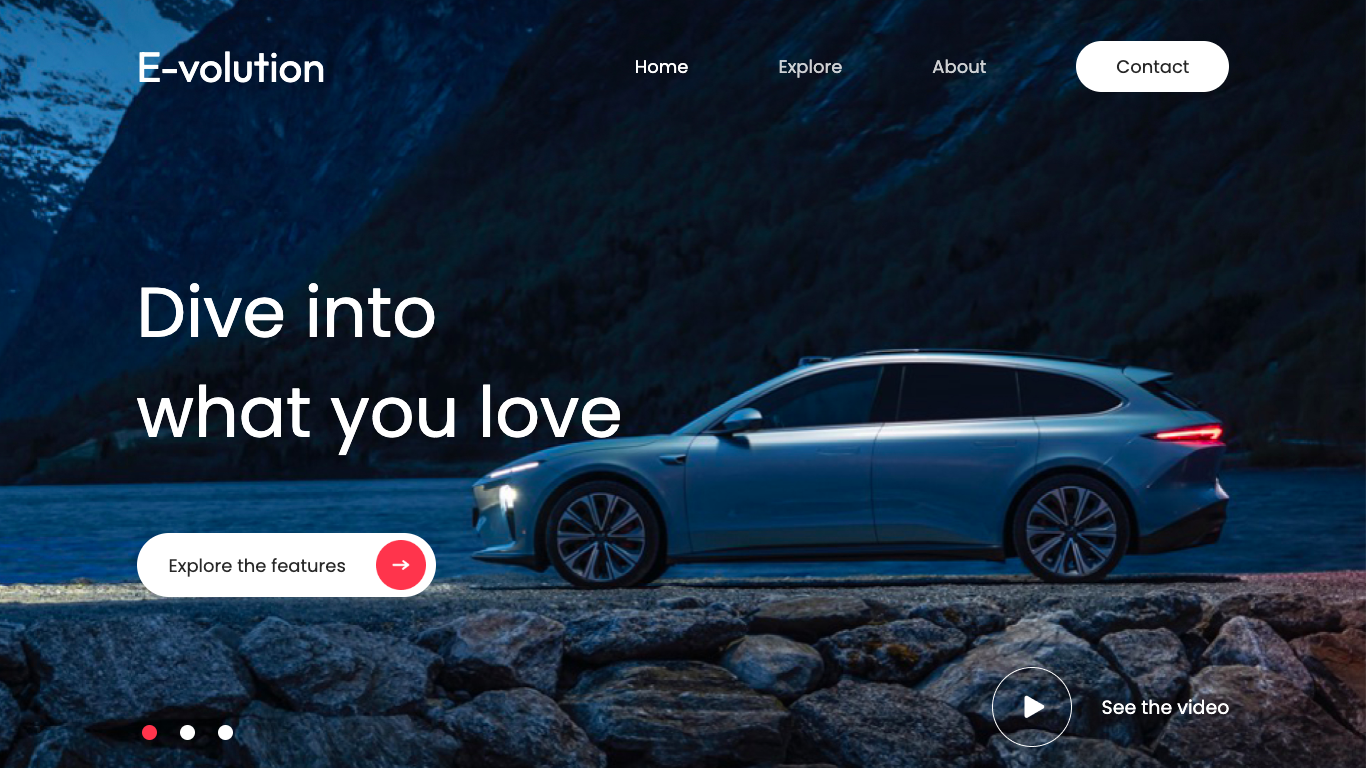 E-volution
Home
Explore
About
Contact
Dive into
what you love
Explore the features
See the video